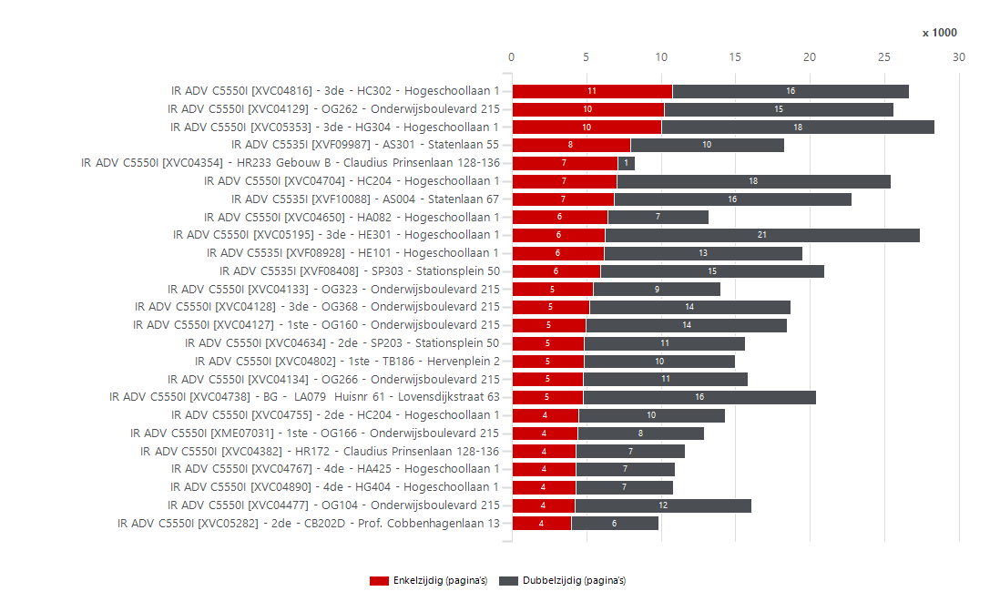 x 1000
0 5 10 15 20 25 30
IR ADV C5550I [XVC04816] - 3de - HC302 - Hogeschoollaan 1 11 16
IR ADV C5550I [XVC04129] - OG262 - Onderwijsboulevard 215 10 15
IR ADV C5550I [XVC05353] - 3de - HG304 - Hogeschoollaan 1 10 18
IR ADV C5535I [XVF09987] - AS301 - Statenlaan 55 8 10
IR ADV C5550I [XVC04354] - HR233 Gebouw B - Claudius Prinsenlaan 128-136 7 1
IR ADV C5550I [XVC04704] - HC204 - Hogeschoollaan 1 7 18
IR ADV C5535I [XVF10088] - AS004 - Statenlaan 67 7 16
IR ADV C5550I [XVC04650] - HA082 - Hogeschoollaan 1 6 7
IR ADV C5550I [XVC05195] - 3de - HE301 - Hogeschoollaan 1 6 21
IR ADV C5535I [XVF08928] - HE101 - Hogeschoollaan 1 6 13
IR ADV C5535I [XVF08408] - SP303 - Stationsplein 50 6 15
IR ADV C5550I [XVC04133] - OG323 - Onderwijsboulevard 215 5 9
IR ADV C5550I [XVC04128] - 3de - OG368 - Onderwijsboulevard 215 5 14
IR ADV C5550I [XVC04127] - 1ste - OG160 - Onderwijsboulevard 215 5 14
IR ADV C5550I [XVC04634] - 2de - SP203 - Stationsplein 50 5 11
IR ADV C5550I [XVC04802] - 1ste - TB186 - Hervenplein 2 5 10
IR ADV C5550I [XVC04134] - OG266 - Onderwijsboulevard 215 5 11
IR ADV C5550I [XVC04738] - BG - LA079 Huisnr 61 - Lovensdijkstraat 63 5 16
IR ADV C5550I [XVC04755] - 2de - HC204 - Hogeschoollaan 1 4 10
IR ADV C5550I [XME07031] - 1ste - OG166 - Onderwijsboulevard 215 4 8
IR ADV C5550I [XVC04382] - HR172 - Claudius Prinsenlaan 128-136 4 7
IR ADV C5550I [XVC04767] - 4de - HA425 - Hogeschoollaan 1 4 7
IR ADV C5550I [XVC04890] - 4de - HG404 - Hogeschoollaan 1 4 7
IR ADV C5550I [XVC04477] - OG104 - Onderwijsboulevard 215 4 12
IR ADV C5550I [XVC05282] - 2de - CB202D - Prof. Cobbenhagenlaan 13 4 6
Enkelzijdig (pagina's) Dubbelzijdig (pagina's)